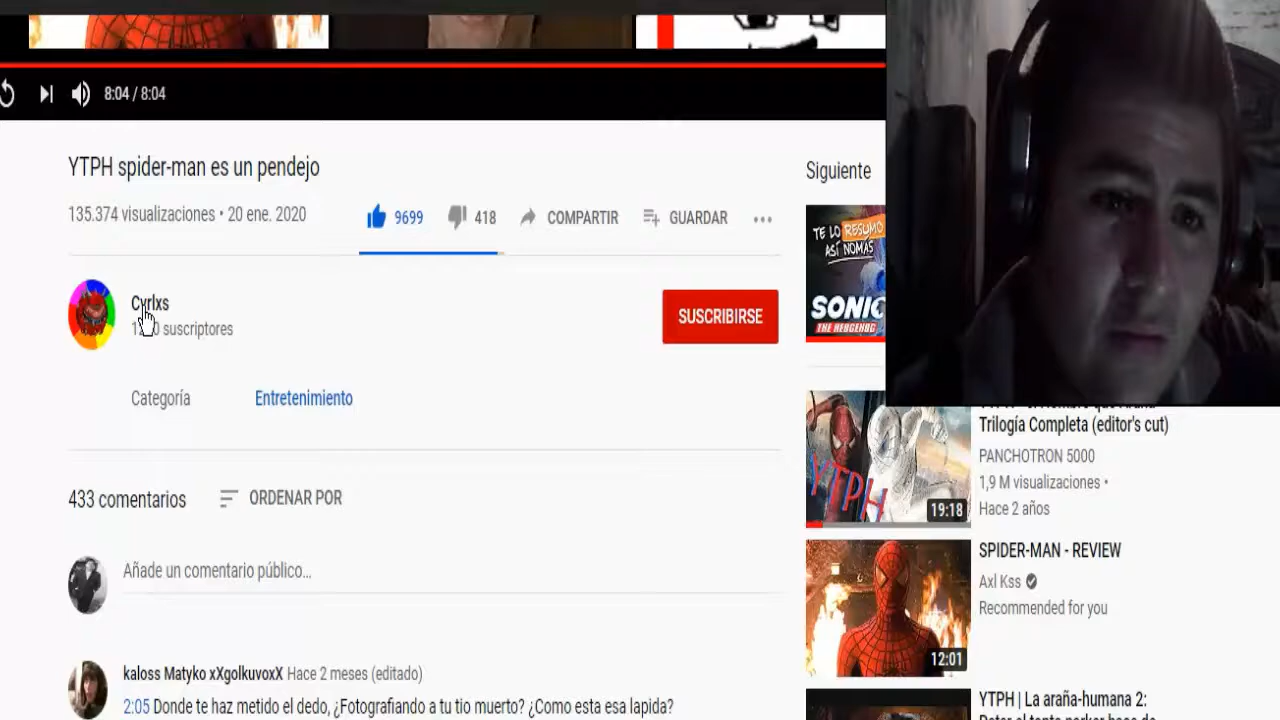 8:04 / 8:04
YTPH spider-man es un pendejo
135.374 visualizaciones • 20 ene. 2020
9699
418
COMPARTIR
GUARDAR
Cyrlxs
suscriptores
SUSCRIBIRSE
Categoría
Entretenimiento
433 comentarios
ORDENAR POR
Añade un comentario público...
kaloss Matyko xXgolkuvoxX Hace 2 meses (editado)
2:05 Donde te haz metido el dedo, ¿Fotografiando a tu tio muerto? ¿Como esta esa lapida?
Siguiente
TE LO RESUMO
ASÍ NOMÁS
SONIC
THE HEDGEHOG
Trilogía Completa (editor's cut)
PANCHOTRON 5000
1,9 M visualizaciones •
Hace 2 años
YTPH
19:18
SPIDER-MAN - REVIEW
Axl Kss
Recommended for you
12:01
YTPH | La araña-humana 2: